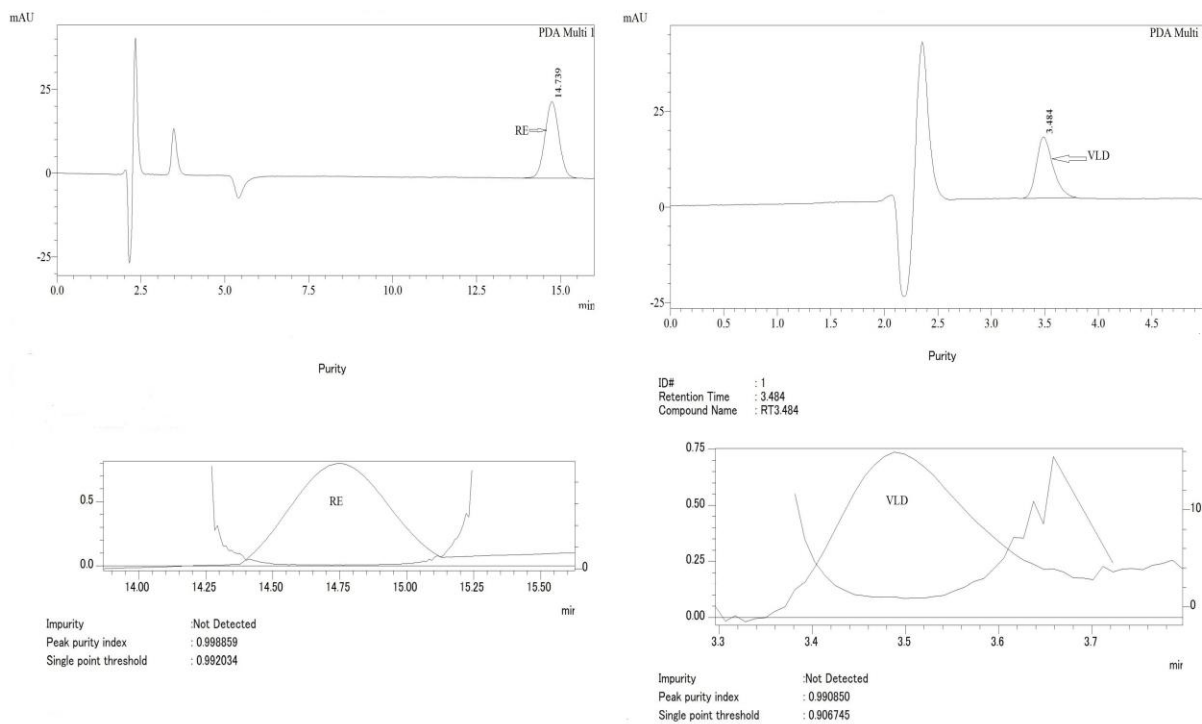 mAU
PDA Multi 1
14.739
RE
25
0
-25
0.0 2.5 5.0 7.5 10.0 12.5 15.0
min
Purity
RE
0.5
0.0
0
14.00 14.25 14.50 14.75 15.00 15.25 15.50
mir
Impurity :Not Detected
Peak purity index : 0.998859
Single point threshold : 0.992034
mAU
PDA Multi
3.484
VLD
25
0
-25
0.0 0.5 1.0 1.5 2.0 2.5 3.0 3.5 4.0 4.5
Purity
ID# : 1
Retention Time : 3.484
Compound Name : RT3.484
0.75
0.50
0.25
0.00
VLD
10
0
3.3 3.4 3.5 3.6 3.7
mir
Impurity :Not Detected
Peak purity index : 0.990850
Single point threshold : 0.906745